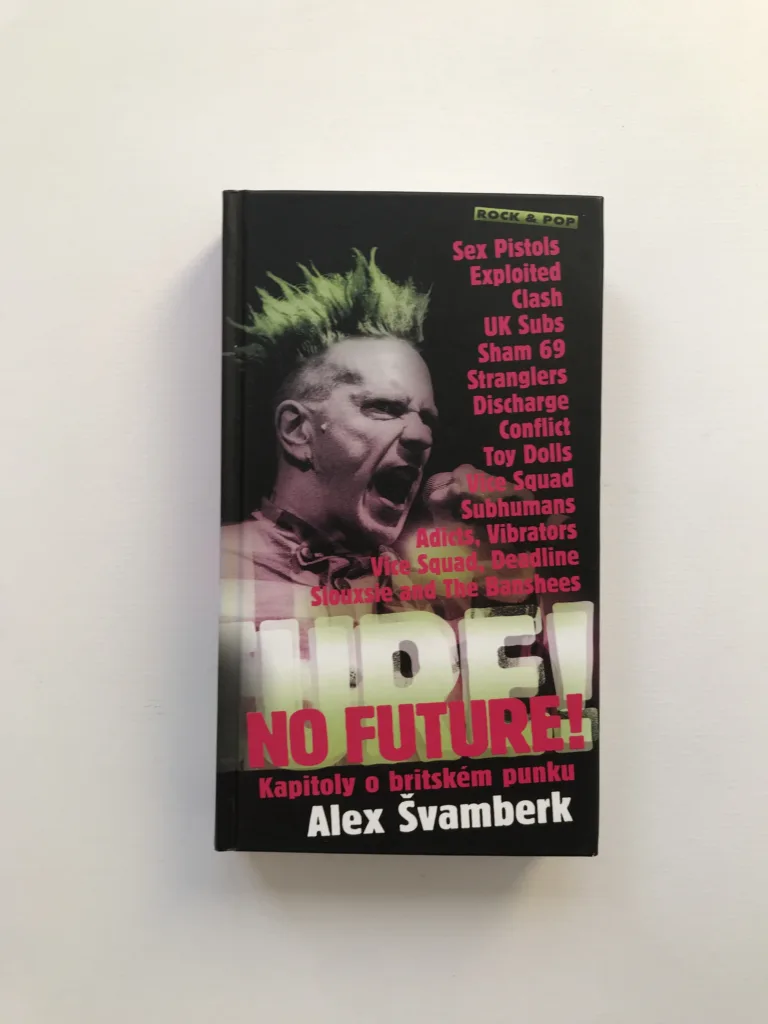 ROCK & POP
Sex Pistols
Exploited
Clash
UK Subs
Sham 69
Stranglers
Discharge
Conflict
Toy Dolls
Vice Squad
Subhumans
Adicts, Vibrators
Vice Squad, Deadline
Siouxsie and The Banshees
NO FUTURE!
Kapitoly o britském punku
Alex Švamberk